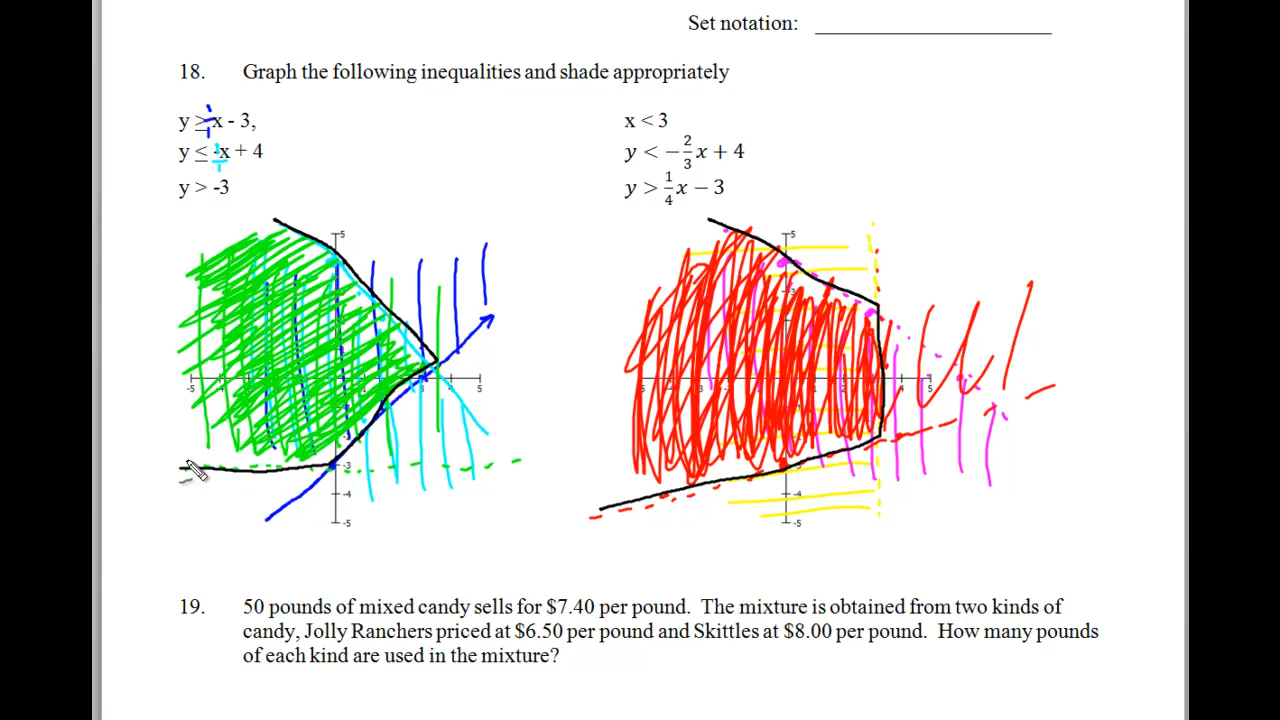 Set notation: ____________________
18. Graph the following inequalities and shade appropriately
y ≥ x - 3,
y ≤ -x + 4
y > -3
x < 3
y < -2/3 x + 4
y > 1/4 x - 3
19. 50 pounds of mixed candy sells for $7.40 per pound. The mixture is obtained from two kinds of
candy, Jolly Ranchers priced at $6.50 per pound and Skittles at $8.00 per pound. How many pounds
of each kind are used in the mixture?